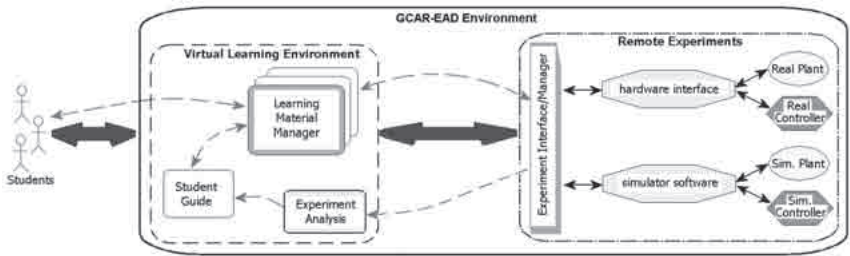 GCAR-EAD Environment
Virtual Learning Environment
Remote Experiments
Students
Learning
Material
Manager
Student
Guide
Experiment
Analysis
Experiment Interface/Manager
hardware interface
Real Plant
Real
Controller
simulator software
Sim. Plant
Sim.
Controller